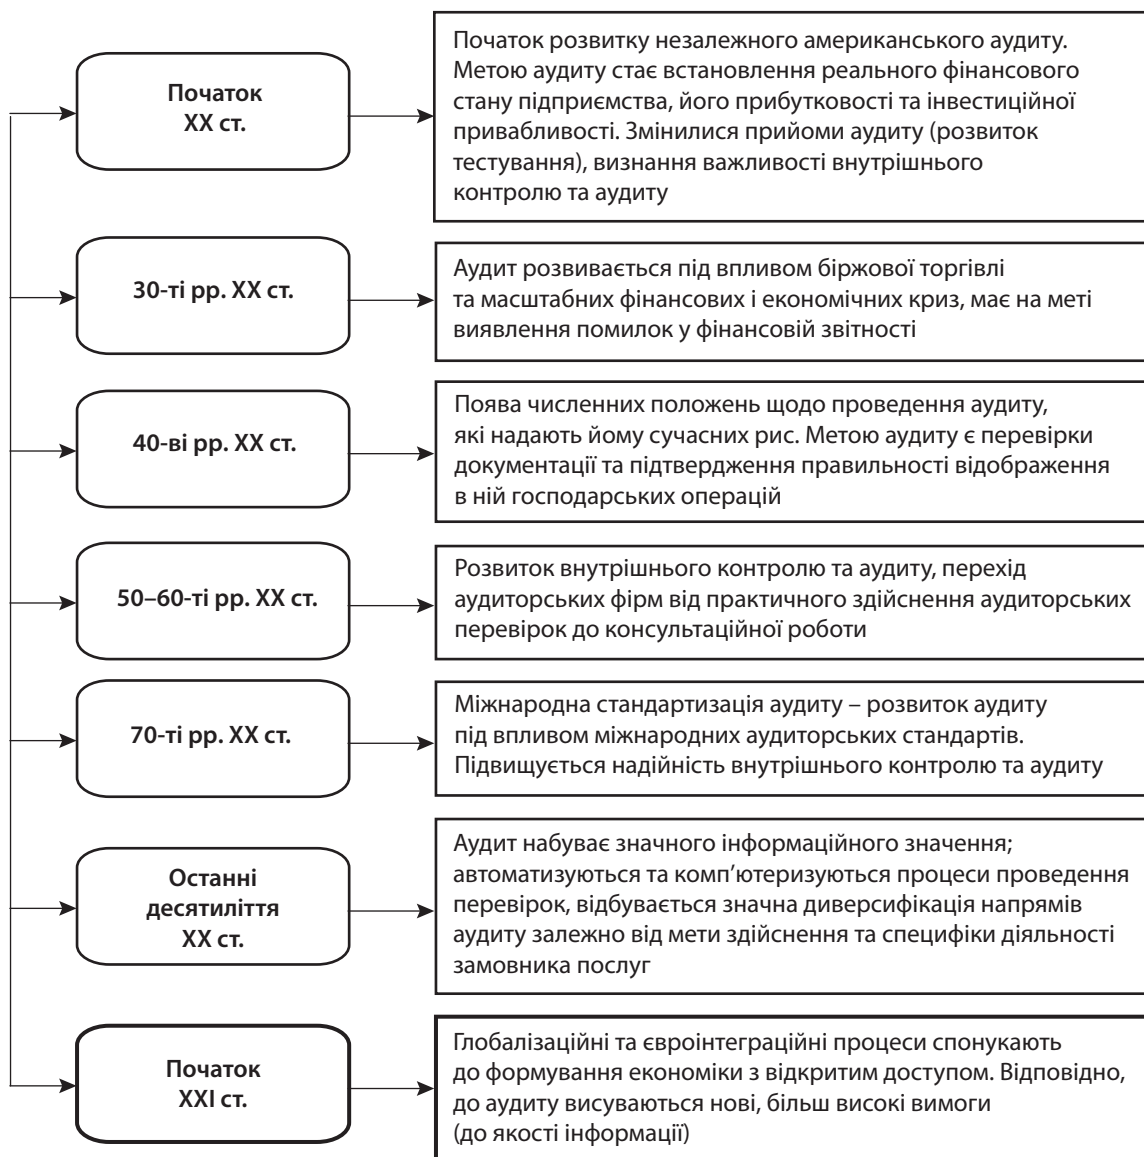 Початок
XX ст.
Початок розвитку незалежного американського аудиту.
Метою аудиту стає встановлення реального фінансового
стану підприємства, його прибутковості та інвестиційної
привабливості. Змінилися прийоми аудиту (розвиток
тестування), визнання важливості внутрішнього
контролю та аудиту
30-ті рр. XX ст.
Аудит розвивається під впливом біржової торгівлі
та масштабних фінансових і економічних криз, має на меті
виявлення помилок у фінансовій звітності
40-ві рр. XX ст.
Поява численних положень щодо проведення аудиту,
які надають йому сучасних рис. Метою аудиту є перевірки
документації та підтвердження правильності відображення
в ній господарських операцій
50–60-ті рр. XX ст.
Розвиток внутрішнього контролю та аудиту, перехід
аудиторських фірм від практичного здійснення аудиторських
перевірок до консультаційної роботи
70-ті рр. XX ст.
Міжнародна стандартизація аудиту – розвиток аудиту
під впливом міжнародних аудиторських стандартів.
Підвищується надійність внутрішнього контролю та аудиту
Останні
десятиліття
XX ст.
Аудит набуває значного інформаційного значення;
автоматизуються та комп’ютеризуються процеси проведення
перевірок, відбувається значна диверсифікація напрямів
аудиту залежно від мети здійснення та специфіки діяльності
замовника послуг
Початок
XXI ст.
Глобалізаційні та євроінтеграційні процеси спонукають
до формування економіки з відкритим доступом. Відповідно,
до аудиту висуваються нові, більш високі вимоги
(до якості інформації)